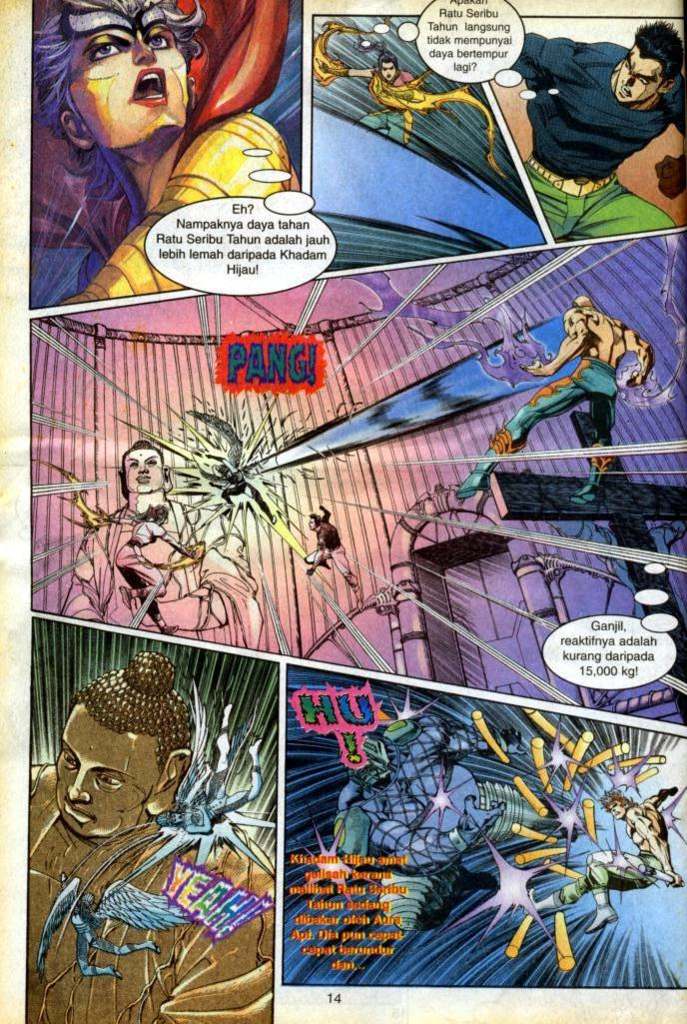 Apakah
Ratu Seribu
Tahun langsung
tidak mempunyai
daya bertempur
lagi?
Eh?
Nampaknya daya tahan
Ratu Seribu Tahun adalah jauh
lebih lemah daripada Khadam
Hijau!
PANG!
Ganjil,
reaktifnya adalah
kurang daripada
15,000 kg!
YEAH!
HU
!
Khadam Hijau amat
gelisah kerana
melihat Ratu Seribu
Tahun sedang
dibakar oleh Aura
Api. Dia pun cepat-
cepat berundur
dan...
14